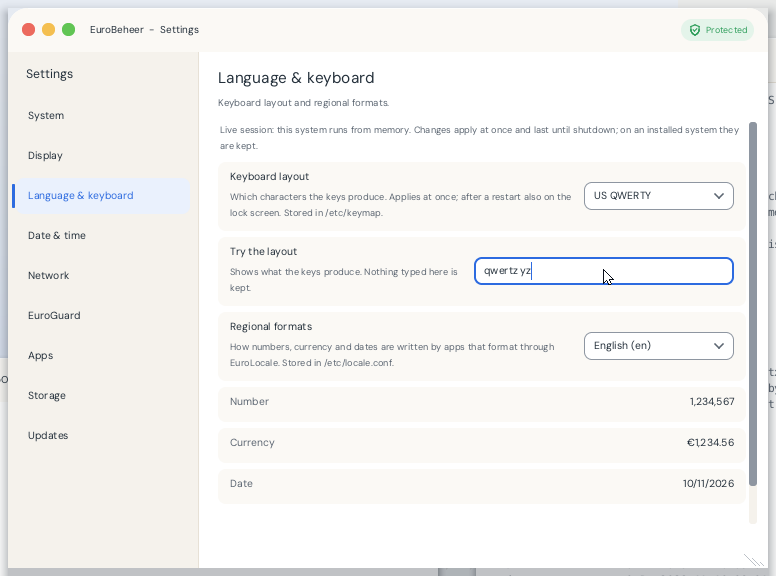 EuroBeheer - Settings
Protected
Settings
System
Display
Language & keyboard
Date & time
Network
EuroGuard
Apps
Storage
Updates
Language & keyboard
Keyboard layout and regional formats.
Live session: this system runs from memory. Changes apply at once and last until shutdown; on an installed system they
are kept.
Keyboard layout
Which characters the keys produce. Applies at once; after a restart also on the
lock screen. Stored in /etc/keymap.
US QWERTY
Try the layout
Shows what the keys produce. Nothing typed here is
kept.
qwertz yz
Regional formats
How numbers, currency and dates are written by apps that format through
EuroLocale. Stored in /etc/locale.conf.
English (en)
Number
1,234,567
Currency
€1,234.56
Date
10/11/2026